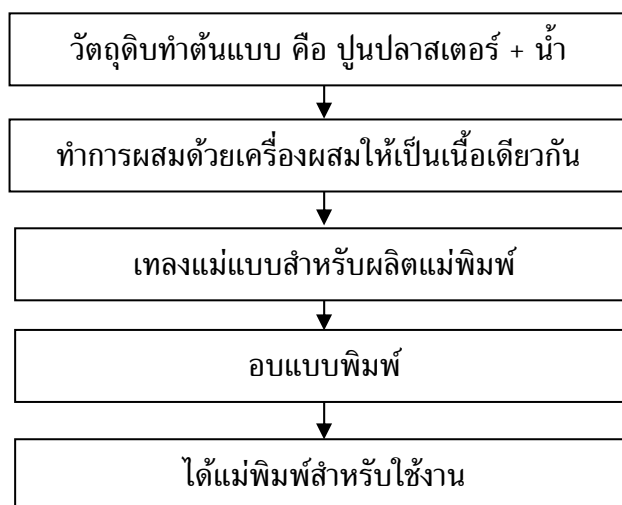 วัตถุดิบทำต้นแบบ คือ ปูนปลาสเตอร์ + น้ำ
ทำการผสมด้วยเครื่องผสมให้เป็นเนื้อเดียวกัน
เทลงแม่แบบสำหรับผลิตแม่พิมพ์
อบแบบพิมพ์
ได้แม่พิมพ์สำหรับใช้งาน